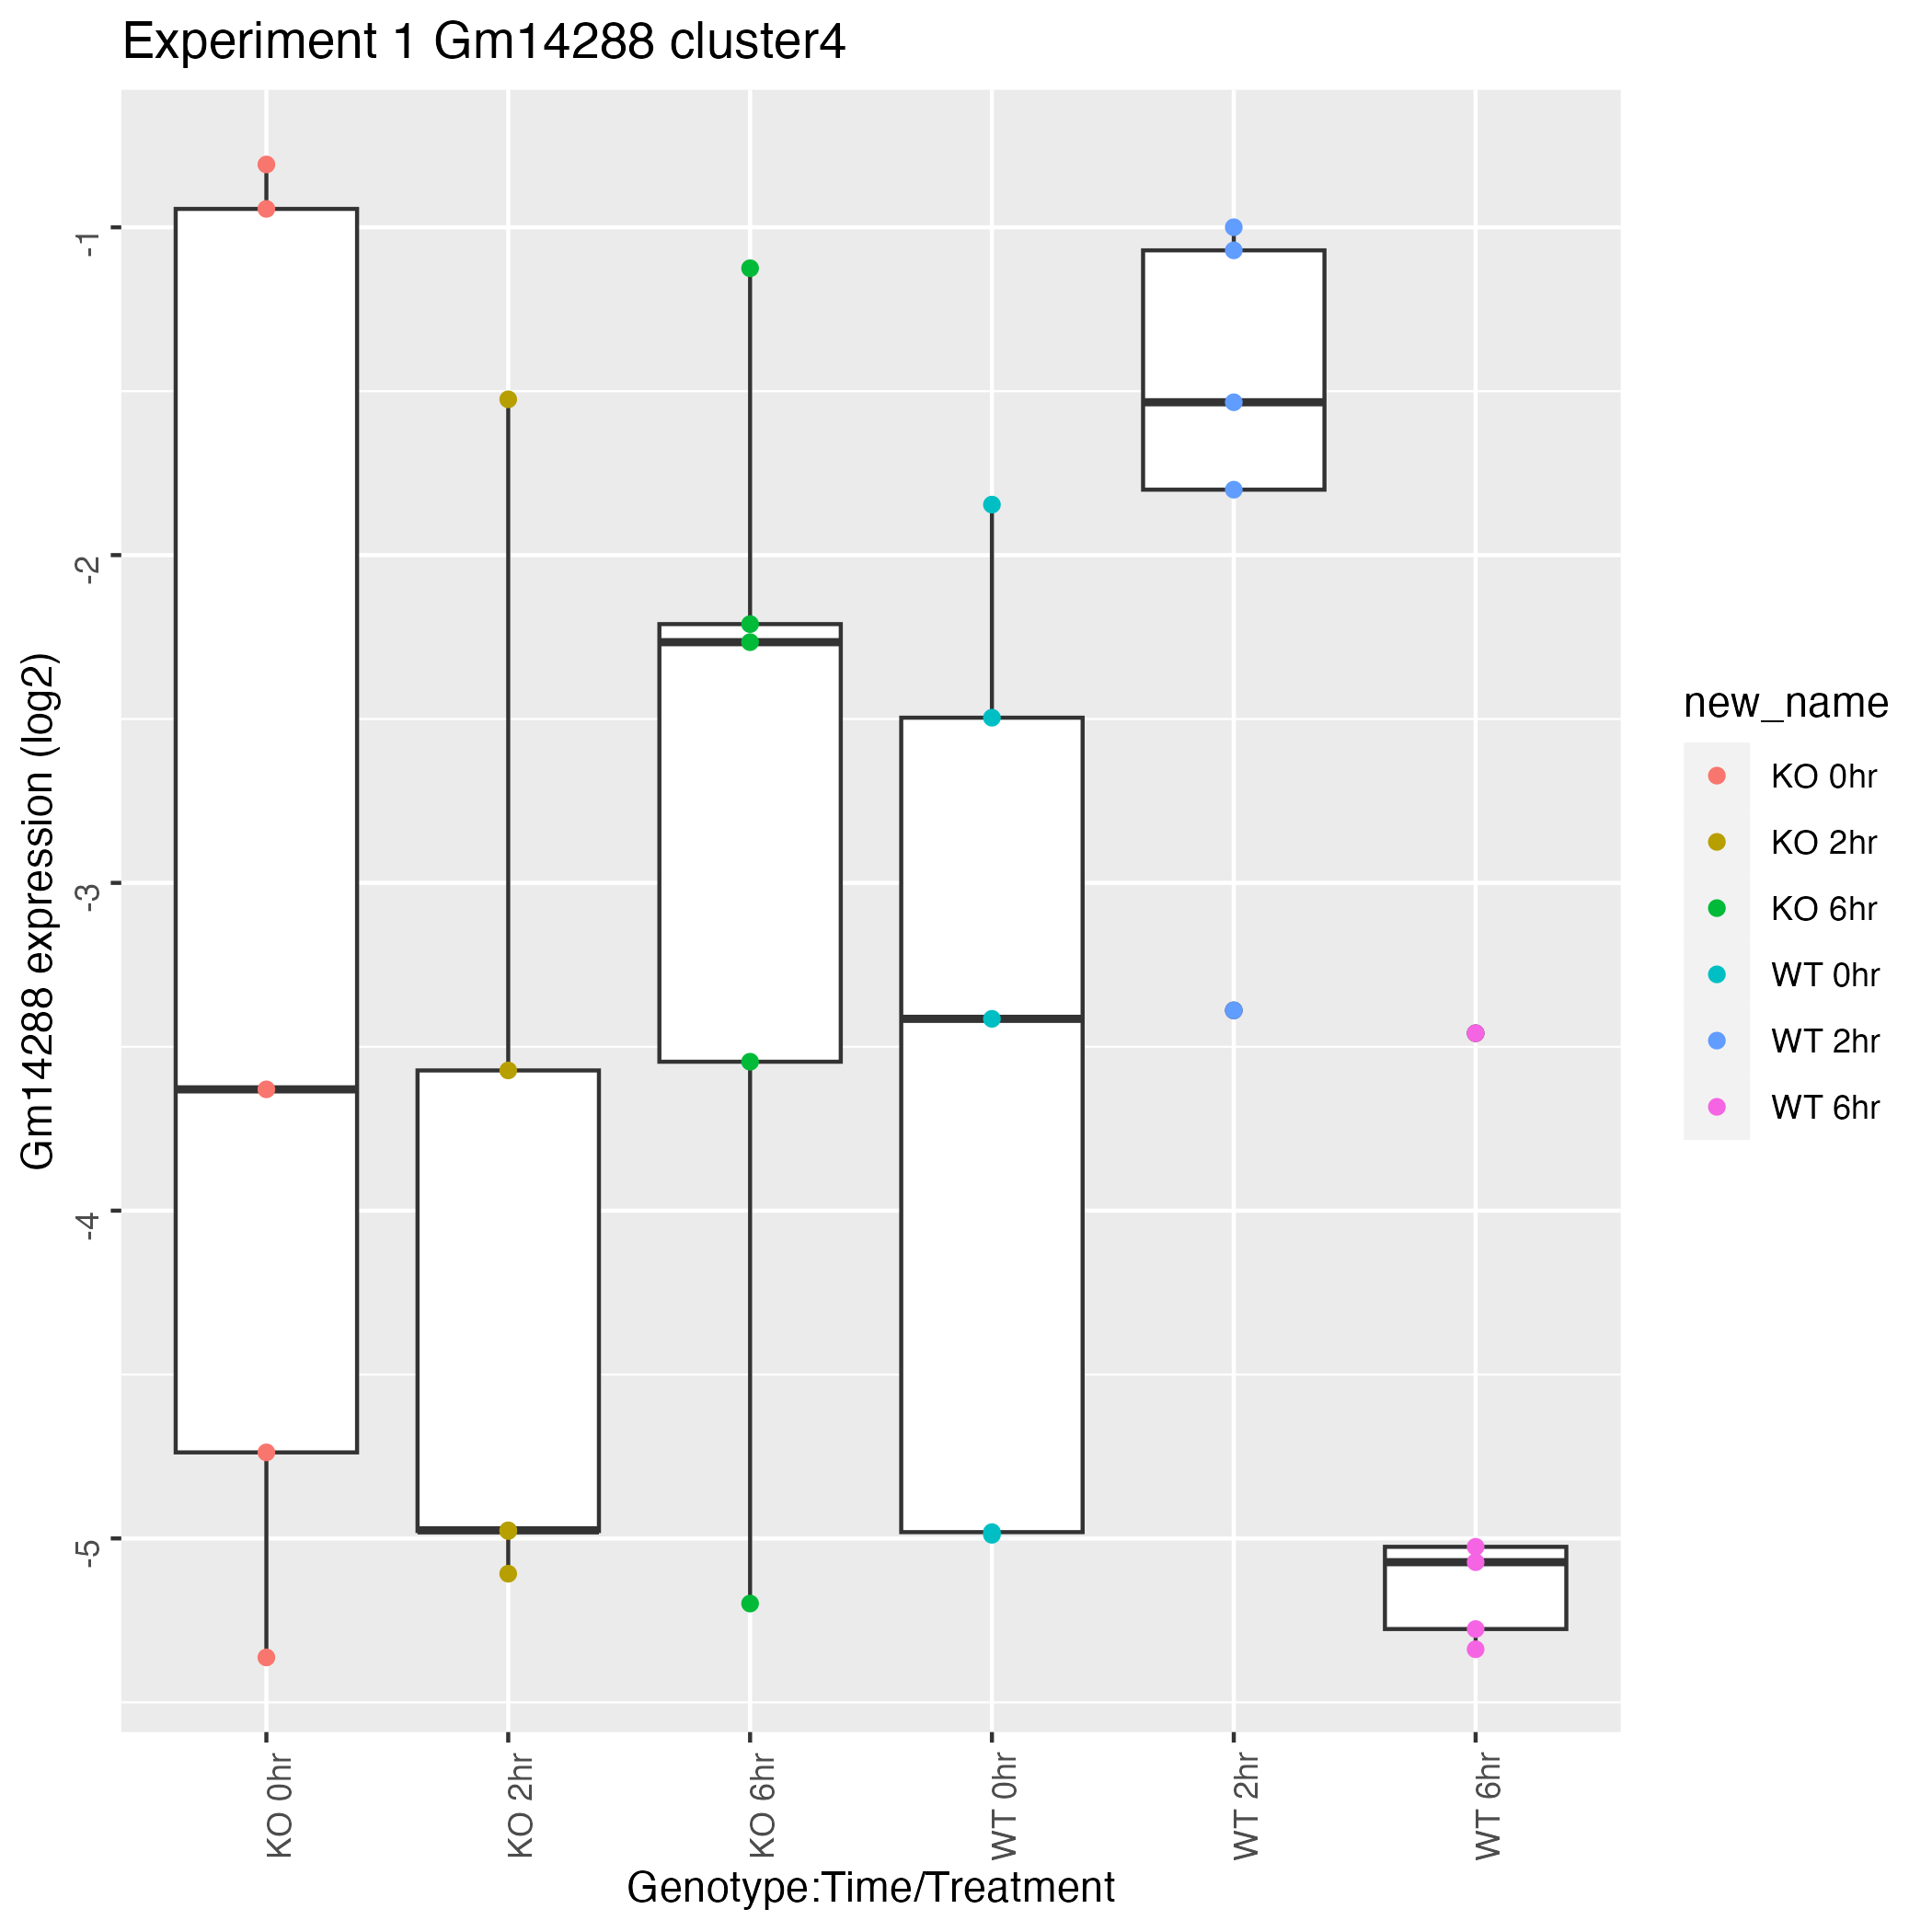 Experiment 1 Gm14288 cluster4
Gm14288 expression (log2)
-1
-2
-3
-4
-5
KO 0hr
KO 2hr
KO 6hr
WT 0hr
WT 2hr
WT 6hr
Genotype:Time/Treatment
new_name
KO 0hr
KO 2hr
KO 6hr
WT 0hr
WT 2hr
WT 6hr